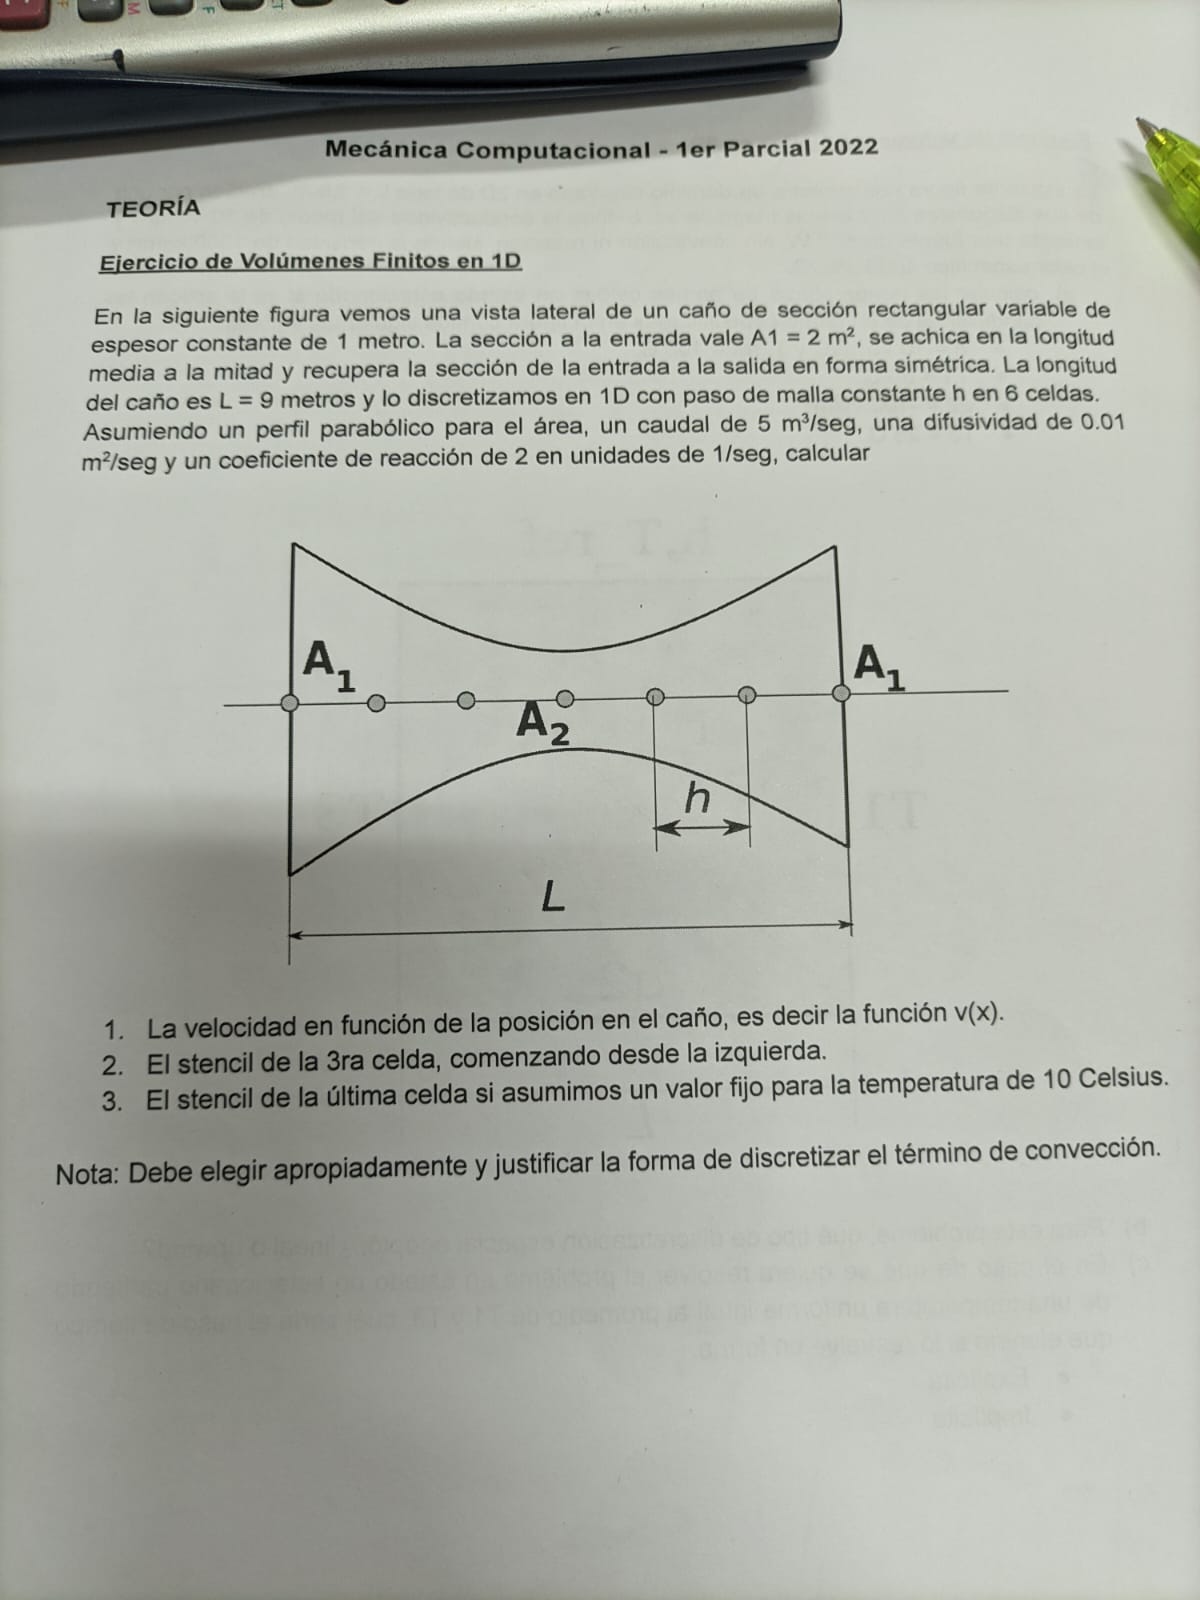 Mecánica Computacional - 1er Parcial 2022
TEORÍA
Ejercicio de Volúmenes Finitos en 1D
En la siguiente figura vemos una vista lateral de un caño de sección rectangular variable de
espesor constante de 1 metro. La sección a la entrada vale A1 = 2 m², se achica en la longitud
media a la mitad y recupera la sección de la entrada a la salida en forma simétrica. La longitud
del caño es L = 9 metros y lo discretizamos en 1D con paso de malla constante h en 6 celdas.
Asumiendo un perfil parabólico para el área, un caudal de 5 m³/seg, una difusividad de 0.01
m²/seg y un coeficiente de reacción de 2 en unidades de 1/seg, calcular
A₁
A₁
A₂
h
L
1. La velocidad en función de la posición en el caño, es decir la función v(x).
2. El stencil de la 3ra celda, comenzando desde la izquierda.
3. El stencil de la última celda si asumimos un valor fijo para la temperatura de 10 Celsius.
Nota: Debe elegir apropiadamente y justificar la forma de discretizar el término de convección.